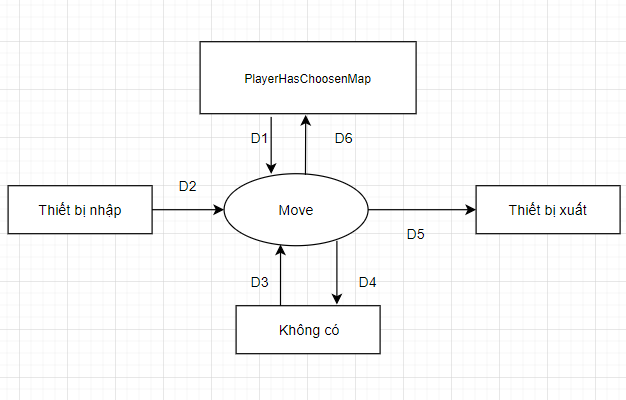 PlayerHasChoosenMap
D1
D6
D2
Thiết bị nhập
Move
Thiết bị xuất
D5
D3
D4
Không có